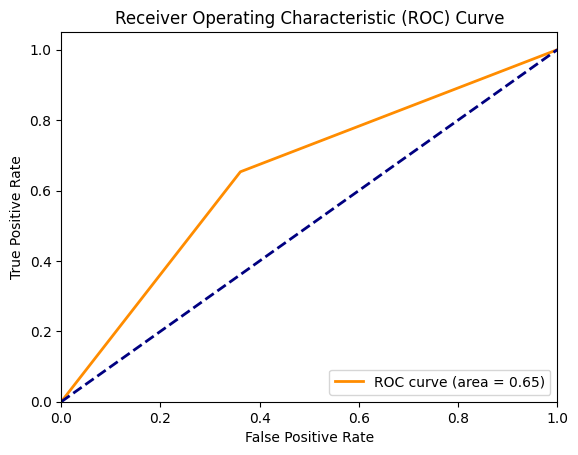 Receiver Operating Characteristic (ROC) Curve
1.0
0.8
0.6
0.4
0.2
0.0
True Positive Rate
ROC curve (area = 0.65)
0.0 0.2 0.4 0.6 0.8 1.0
False Positive Rate